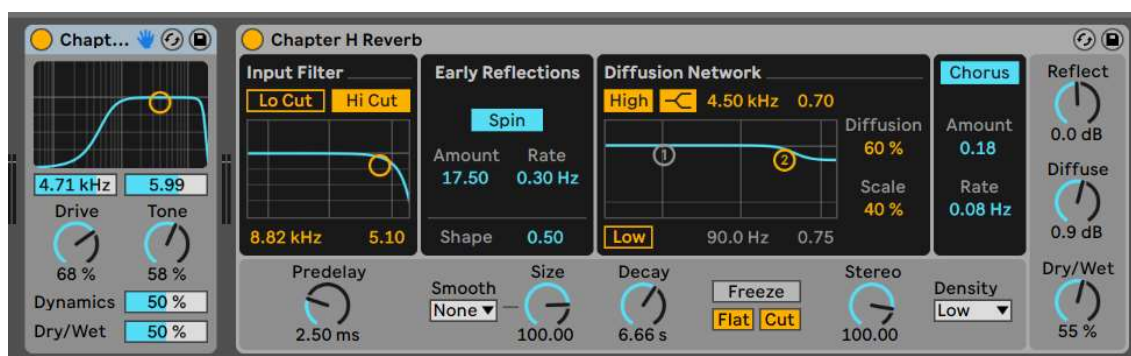 Chapt...
4.71 kHz 5.99
Drive Tone
68 % 58 %
Dynamics 50 %
Dry/Wet 50 %
Chapter H Reverb
Input Filter
Lo Cut Hi Cut
8.82 kHz 5.10
Early Reflections
Spin
Amount Rate
17.50 0.30 Hz
Shape 0.50
Diffusion Network
High 4.50 kHz 0.70
1 2
Diffusion
60 %
Scale
40 %
Low 90.0 Hz 0.75
Chorus
Amount
0.18
Rate
0.08 Hz
Reflect
0.0 dB
Diffuse
0.9 dB
Dry/Wet
55 %
Predelay
2.50 ms
Smooth
None
Size
100.00
Decay
6.66 s
Freeze
Flat Cut
Stereo
100.00
Density
Low